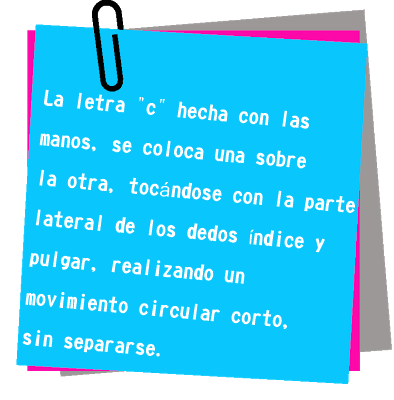 La letra "c" hecha con las
manos, se coloca una sobre
la otra, tocándose con la parte
lateral de los dedos índice y
pulgar, realizando un
movimiento circular corto,
sin separarse.